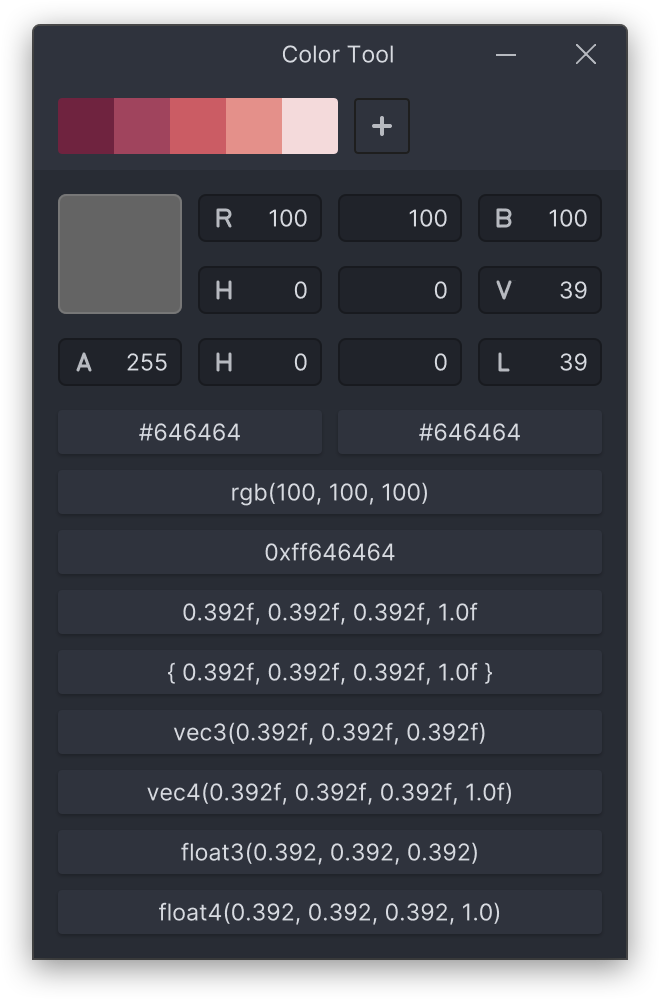 Color Tool
R 100 100 B 100
H 0 0 V 39
A 255 H 0 0 L 39
#646464 #646464
rgb(100, 100, 100)
0xff646464
0.392f, 0.392f, 0.392f, 1.0f
{ 0.392f, 0.392f, 0.392f, 1.0f }
vec3(0.392f, 0.392f, 0.392f)
vec4(0.392f, 0.392f, 0.392f, 1.0f)
float3(0.392, 0.392, 0.392)
float4(0.392, 0.392, 0.392, 1.0)